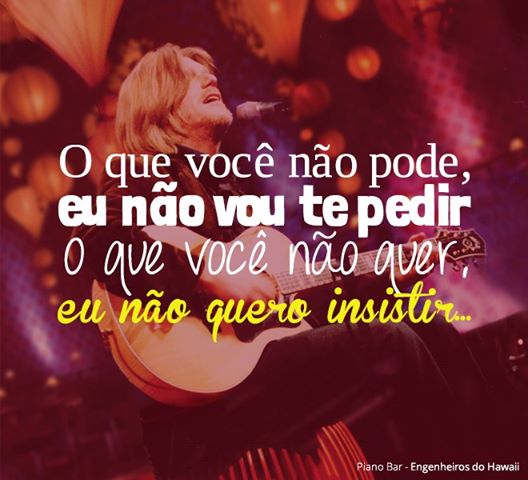 O que você não pode,
eu não vou te pedir
O que você não quer,
eu não quero insistir...
Piano Bar - Engenheiros do Hawaii